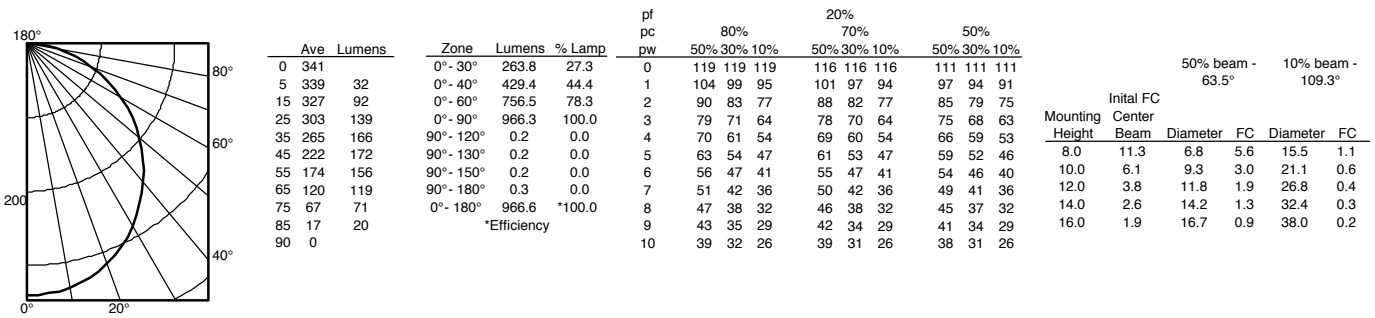 180°
80°
60°
200
40°
0° 20°
Ave Lumens
0 341
5 339 32
15 327 92
25 303 139
35 265 166
45 222 172
55 174 156
65 120 119
75 67 71
85 17 20
90 0
Zone Lumens % Lamp
0°- 30° 263.8 27.3
0°- 40° 429.4 44.4
0°- 60° 756.5 78.3
0°- 90° 966.3 100.0
90°- 120° 0.2 0.0
90°- 130° 0.2 0.0
90°- 150° 0.2 0.0
90°- 180° 0.3 0.0
0°- 180° 966.6 *100.0
*Efficiency
pf 20%
pc 80% 70% 50%
pw 50% 30% 10% 50% 30% 10% 50% 30% 10%
0 119 119 119 116 116 116 111 111 111
1 104 99 95 101 97 94 97 94 91
2 90 83 77 88 82 77 85 79 75
3 79 71 64 78 70 64 75 68 63
4 70 61 54 69 60 54 66 59 53
5 63 54 47 61 53 47 59 52 46
6 56 47 41 55 47 41 54 46 40
7 51 42 36 50 42 36 49 41 36
8 47 38 32 46 38 32 45 37 32
9 43 35 29 42 34 29 41 34 29
10 39 32 26 39 31 26 38 31 26
50% beam - 10% beam -
63.5° 109.3°
Inital FC
Mounting Center
Height Beam Diameter FC Diameter FC
8.0 11.3 6.8 5.6 15.5 1.1
10.0 6.1 9.3 3.0 21.1 0.6
12.0 3.8 11.8 1.9 26.8 0.4
14.0 2.6 14.2 1.3 32.4 0.3
16.0 1.9 16.7 0.9 38.0 0.2